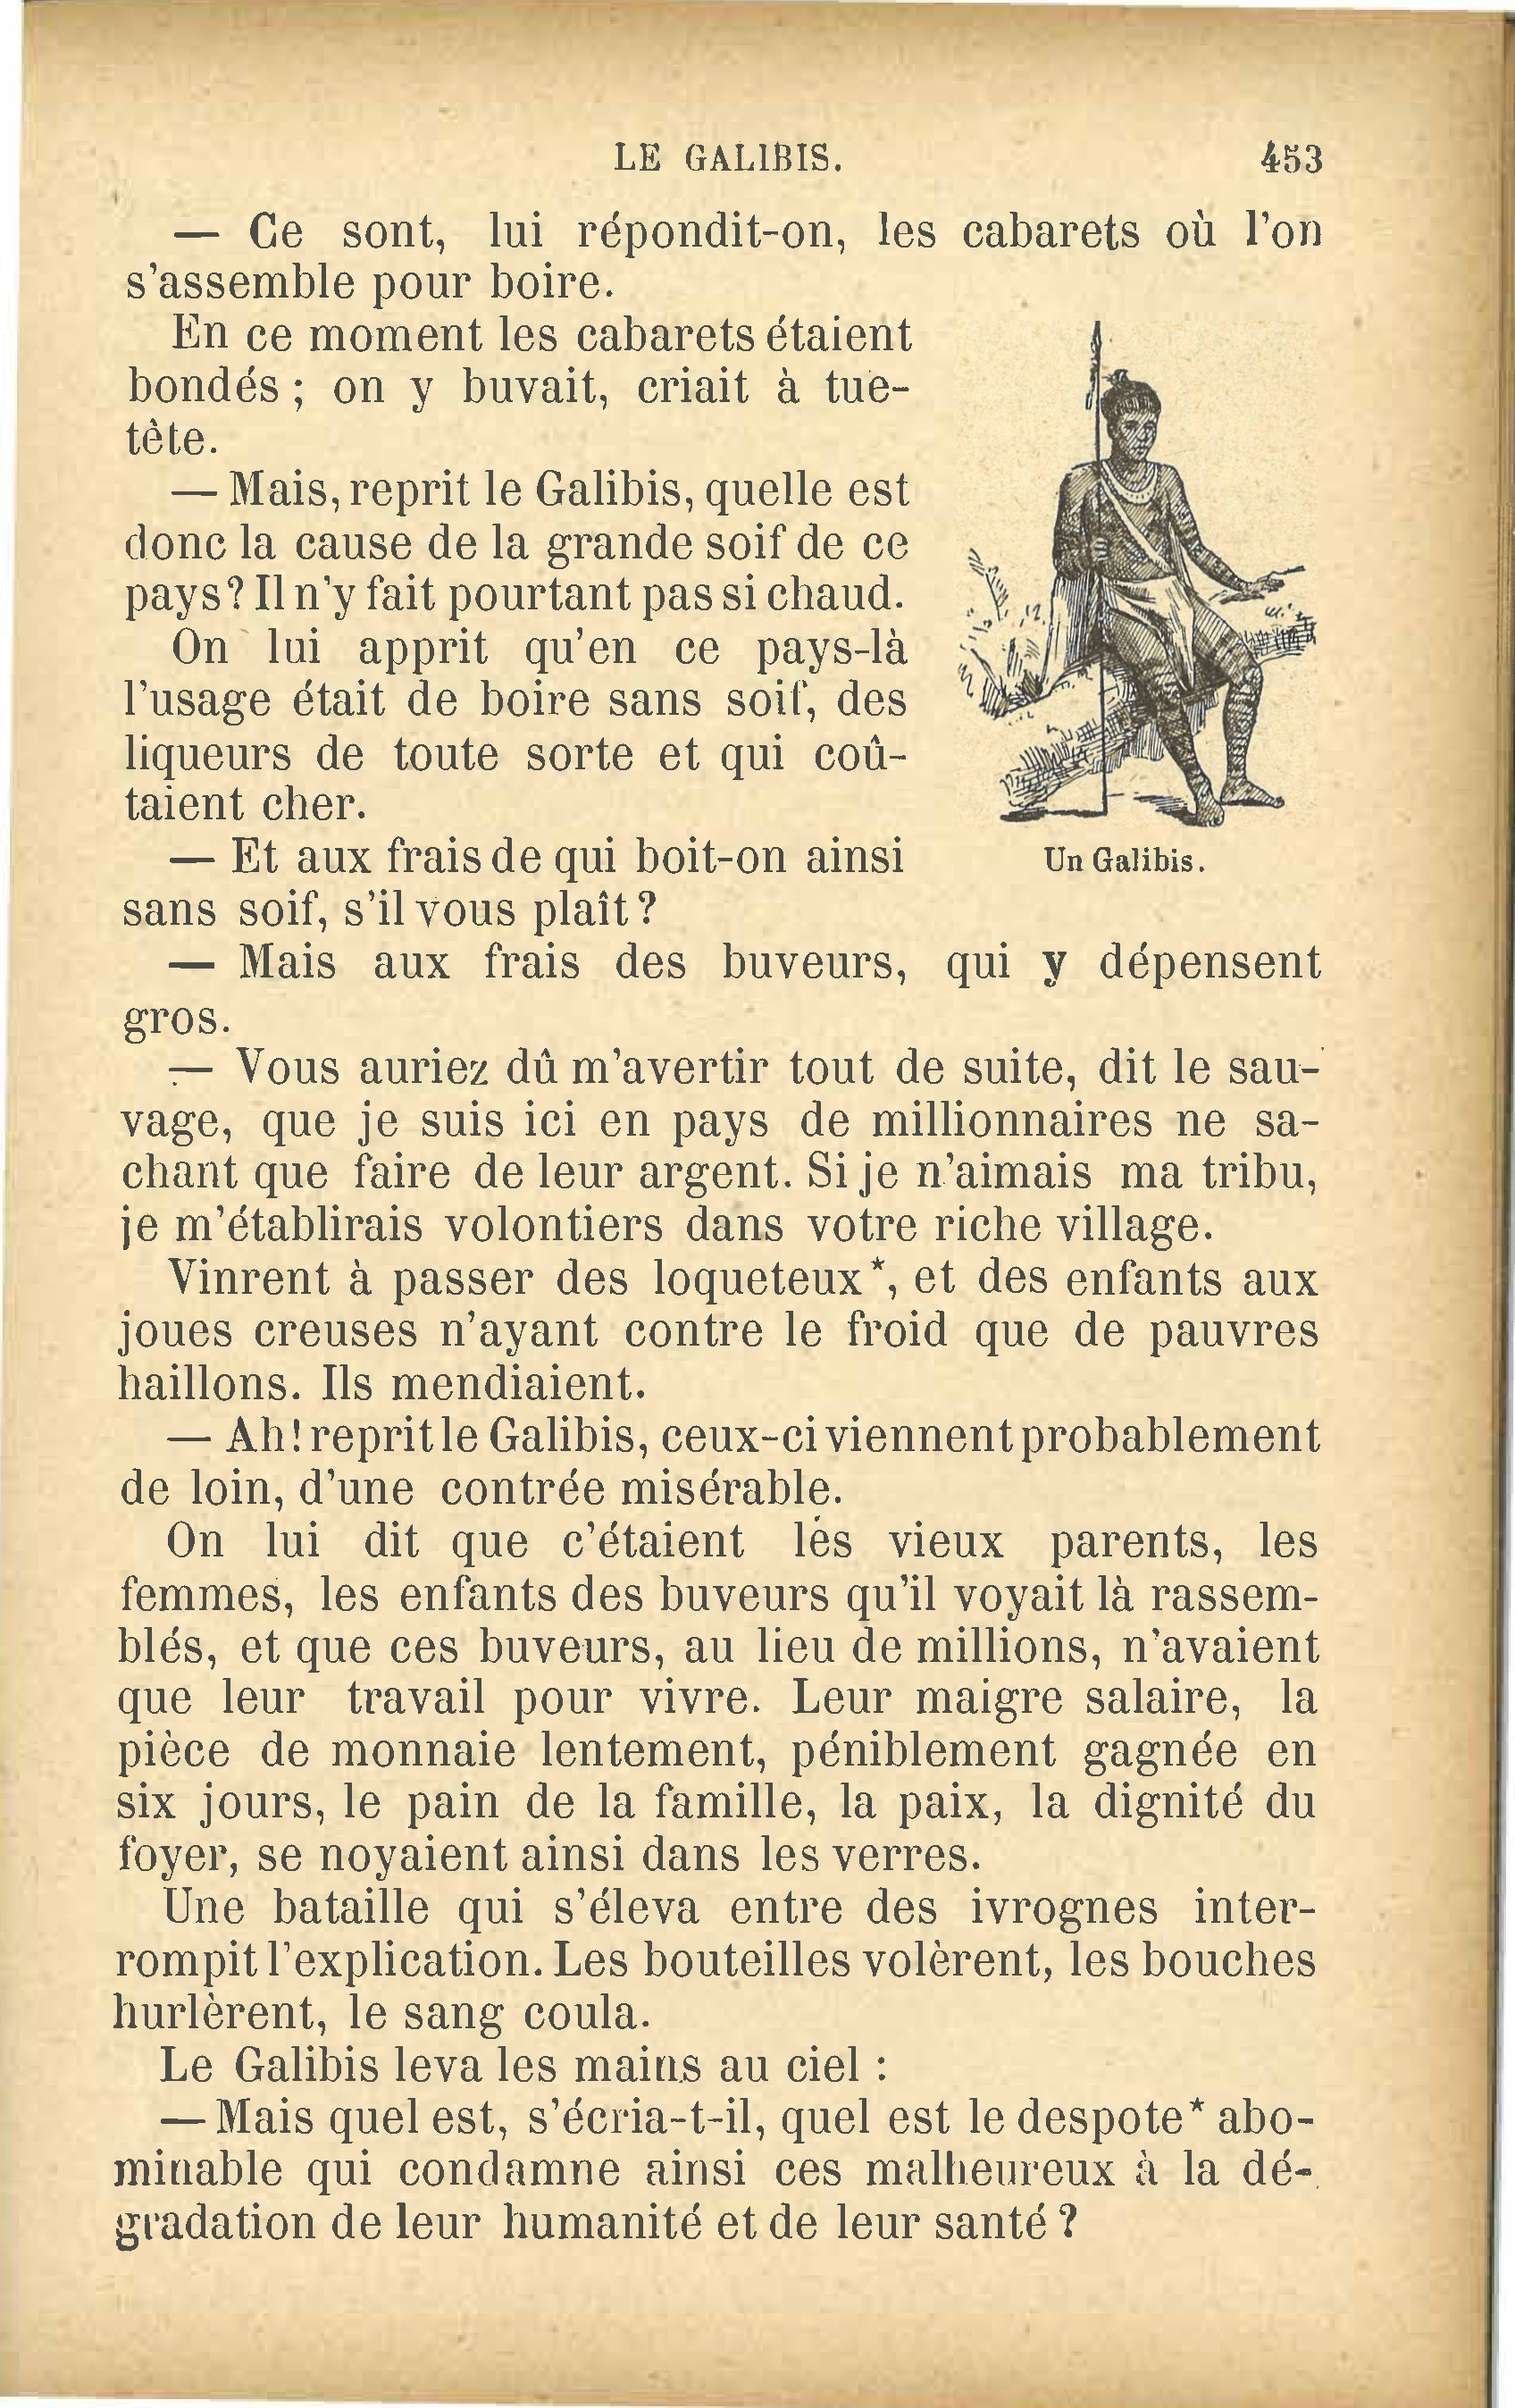 LE GALIBIS. 453
— Ce sont, lui répondit-on, les cabarets où l'on
s'assemble pour boire.
En ce moment les cabarets étaient
bondés ; on y buvait, criait à tue-
tête.
— Mais, reprit le Galibis, quelle est
donc la cause de la grande soif de ce
pays? Il n'y fait pourtant pas si chaud.
On lui apprit qu'en ce pays-là
l'usage était de boire sans soif, des
liqueurs de toute sorte et qui coû-
taient cher.
— Et aux frais de qui boit-on ainsi
sans soif, s'il vous plaît ?
Un Galibis.
— Mais aux frais des buveurs, qui y dépensent
gros.
— Vous auriez dû m'avertir tout de suite, dit le sau-
vage, que je suis ici en pays de millionnaires ne sa-
chant que faire de leur argent. Si je n'aimais ma tribu,
je m'établirais volontiers dans votre riche village.
Vinrent à passer des loqueteux*, et des enfants aux
joues creuses n'ayant contre le froid que de pauvres
haillons. Ils mendiaient.
— Ah! reprit le Galibis, ceux-ci viennent probablement
de loin, d'une contrée misérable.
On lui dit que c'étaient les vieux parents, les
femmes, les enfants des buveurs qu'il voyait là rassem-
blés, et que ces buveurs, au lieu de millions, n'avaient
que leur travail pour vivre. Leur maigre salaire, la
pièce de monnaie lentement, péniblement gagnée en
six jours, le pain de la famille, la paix, la dignité du
foyer, se noyaient ainsi dans les verres.
Une bataille qui s'éleva entre des ivrognes inter-
rompit l'explication. Les bouteilles volèrent, les bouches
hurlèrent, le sang coula.
Le Galibis leva les mains au ciel :
— Mais quel est, s'écria-t-il, quel est le despote* abo-
minable qui condamne ainsi ces malheureux à la dé-
gradation de leur humanité et de leur santé ?